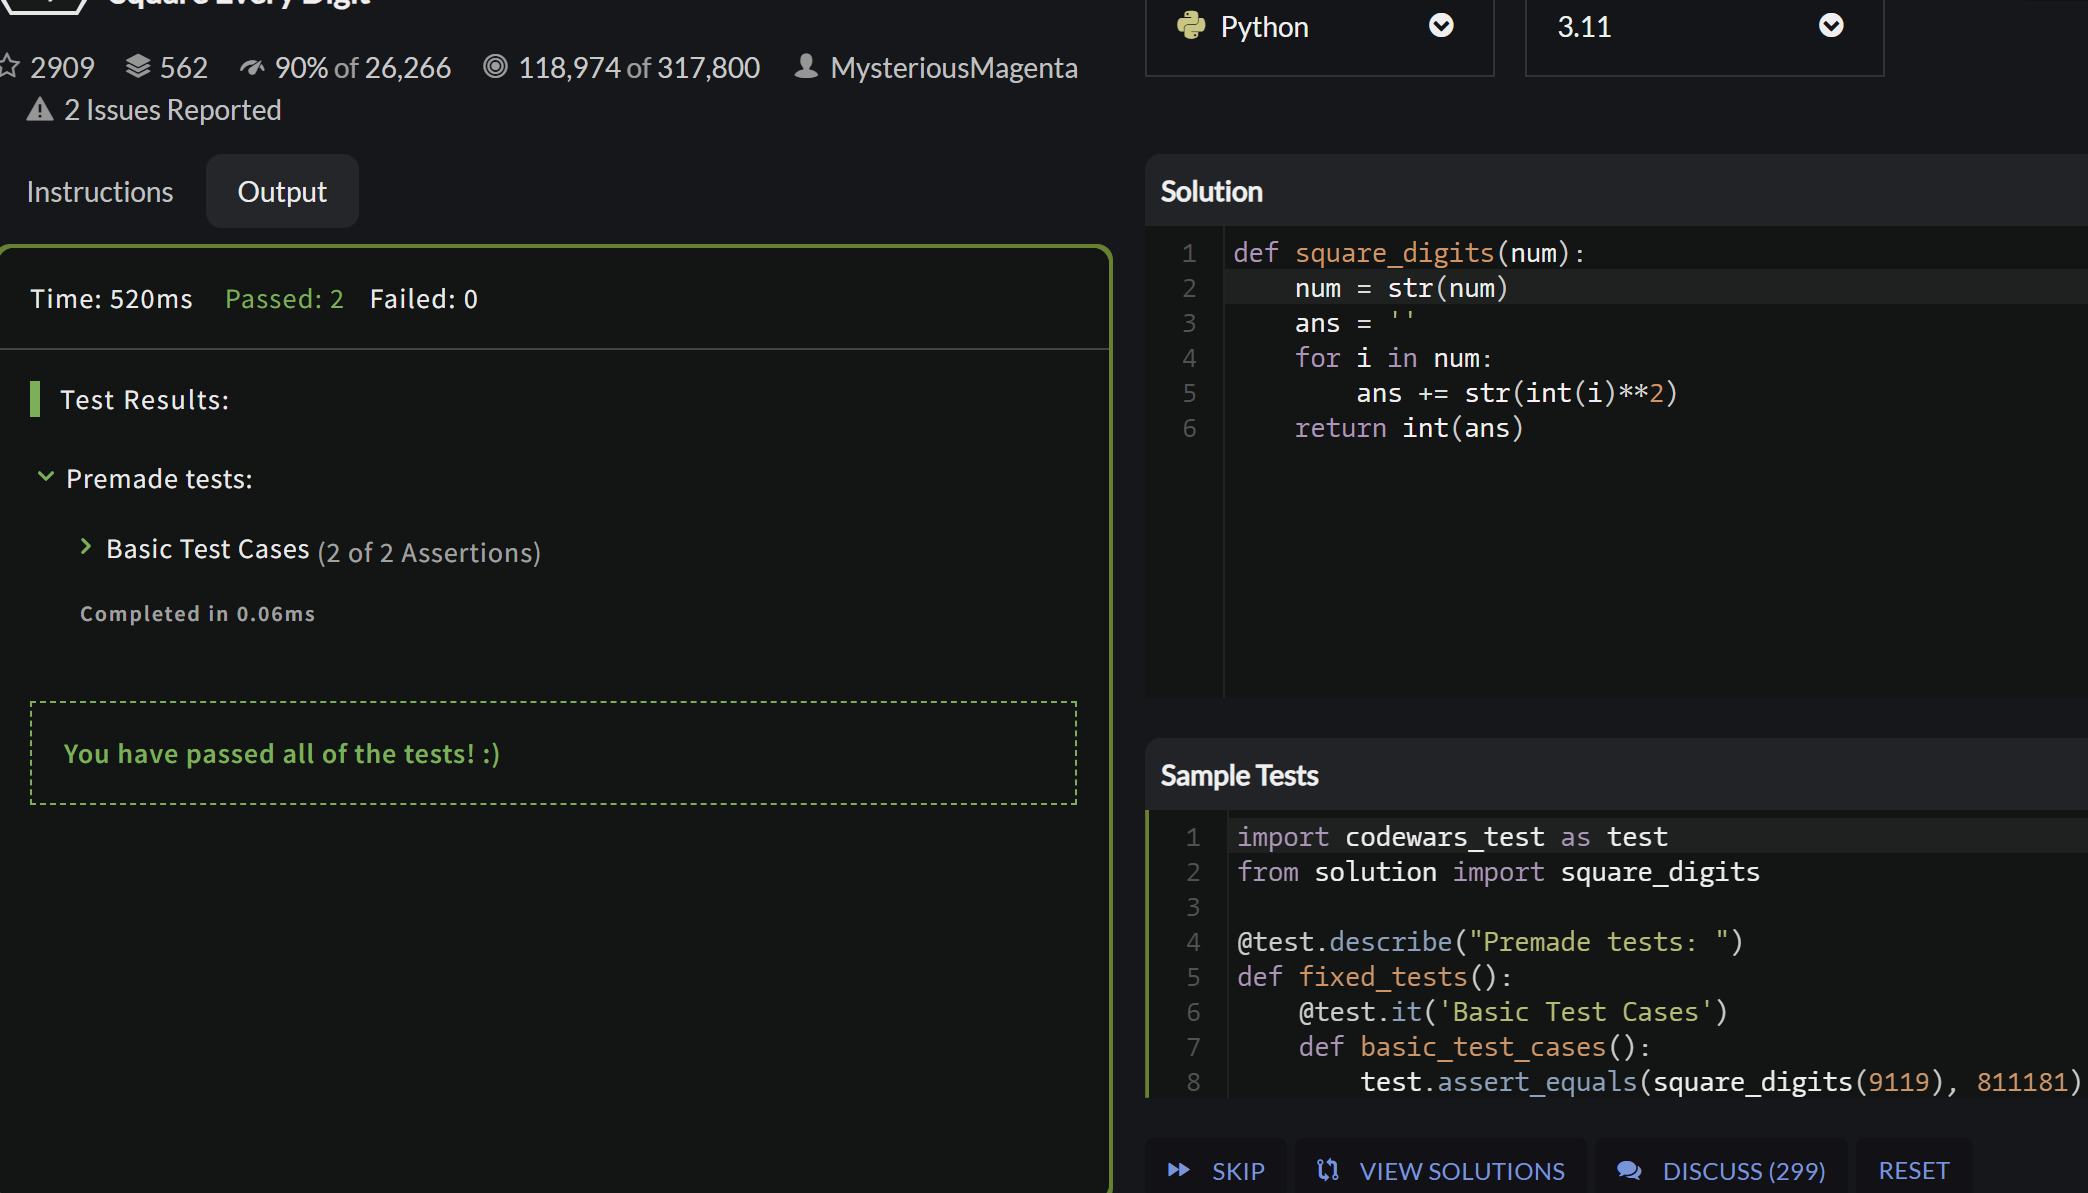 Square Every Digit
2909 562 90% of 26,266 118,974 of 317,800 MysteriousMagenta
2 Issues Reported
Instructions Output
Time: 520ms Passed: 2 Failed: 0
Test Results:
Premade tests:
Basic Test Cases (2 of 2 Assertions)
Completed in 0.06ms
You have passed all of the tests! :)
Python 3.11
Solution
1 def square_digits(num):
2     num = str(num)
3     ans = ''
4     for i in num:
5         ans += str(int(i)**2)
6     return int(ans)
Sample Tests
1 import codewars_test as test
2 from solution import square_digits
3
4 @test.describe("Premade tests: ")
5 def fixed_tests():
6     @test.it('Basic Test Cases')
7     def basic_test_cases():
8         test.assert_equals(square_digits(9119), 811181)
SKIP VIEW SOLUTIONS DISCUSS (299) RESET